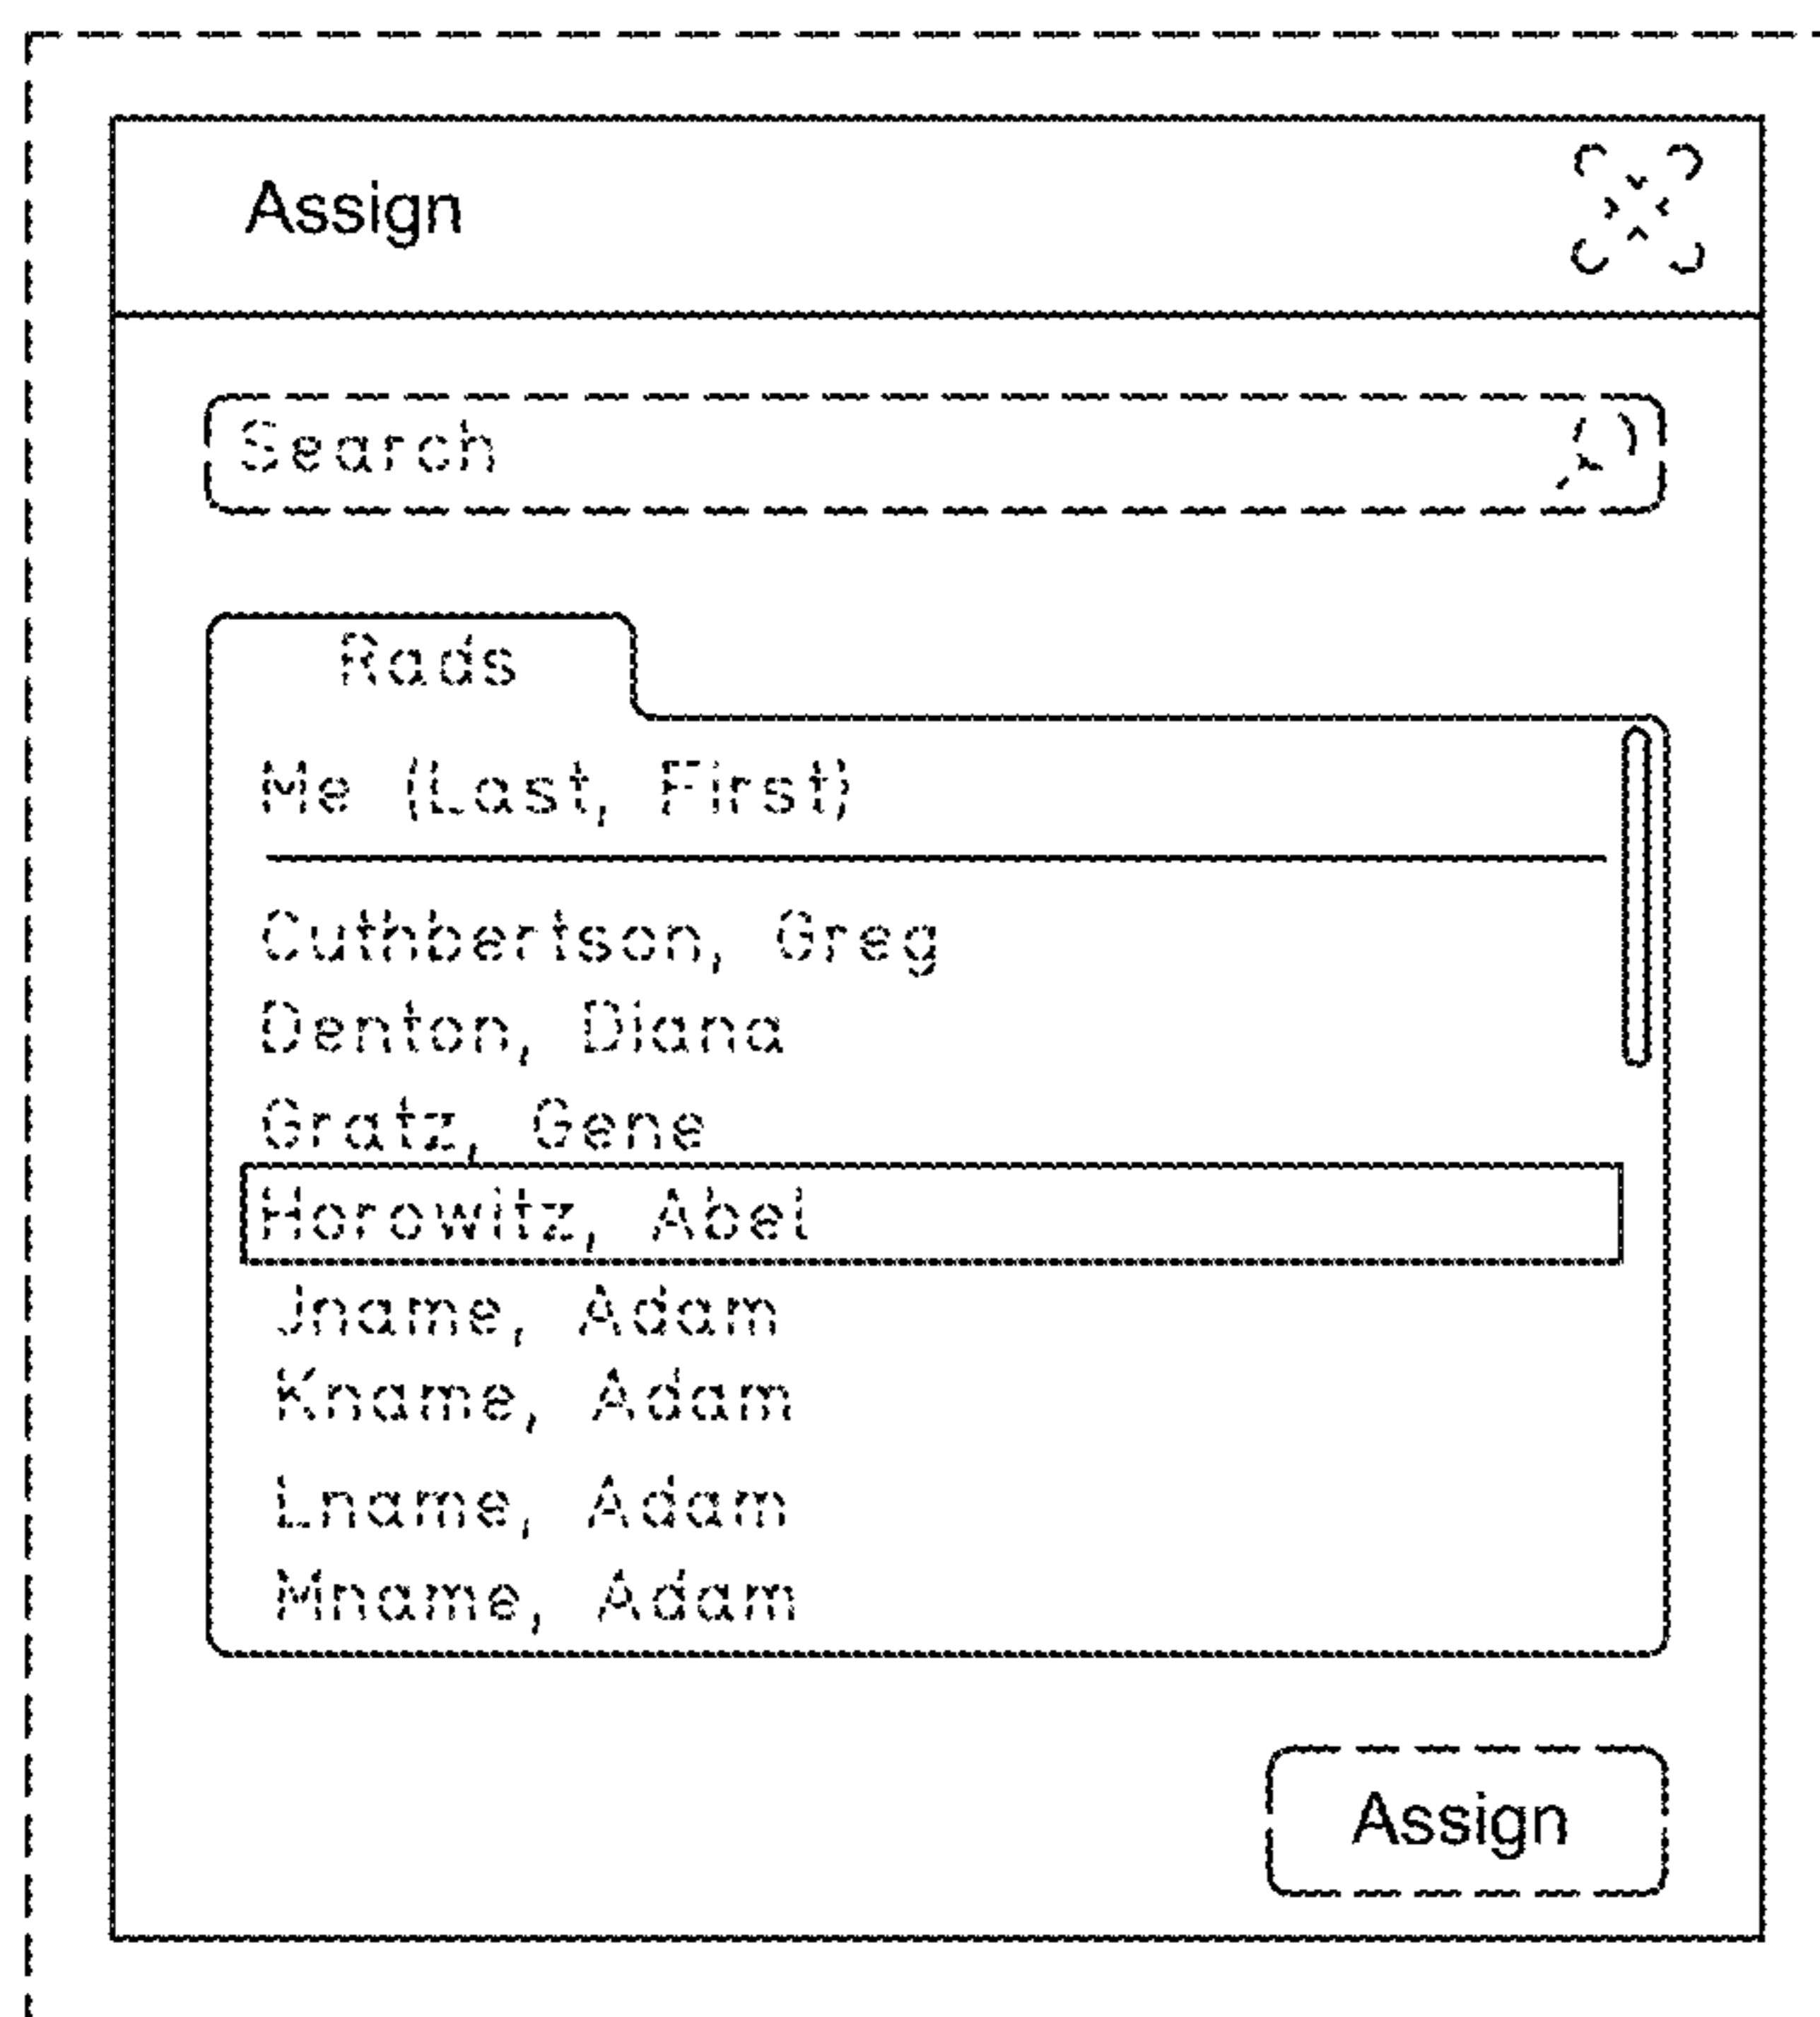 Assign
Search
Rads
Me (Last, First)
Cuthbertson, Greg
Denton, Diana
Gratz, Gene
Horowitz, Abel
Jname, Adam
Kname, Adam
Lname, Adam
Mname, Adam
Assign